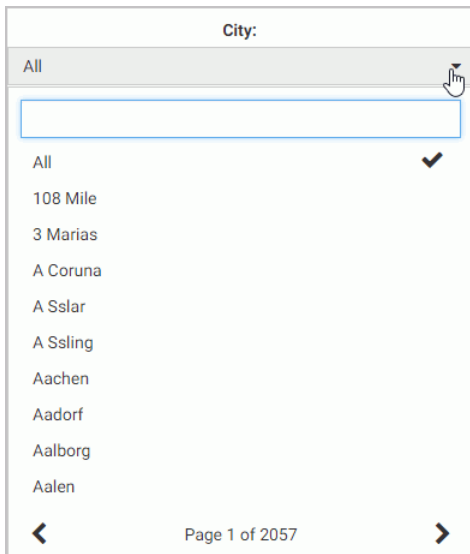 City:
All
All
108 Mile
3 Marias
A Coruna
A Sslar
A Ssling
Aachen
Aadorf
Aalborg
Aalen
Page 1 of 2057